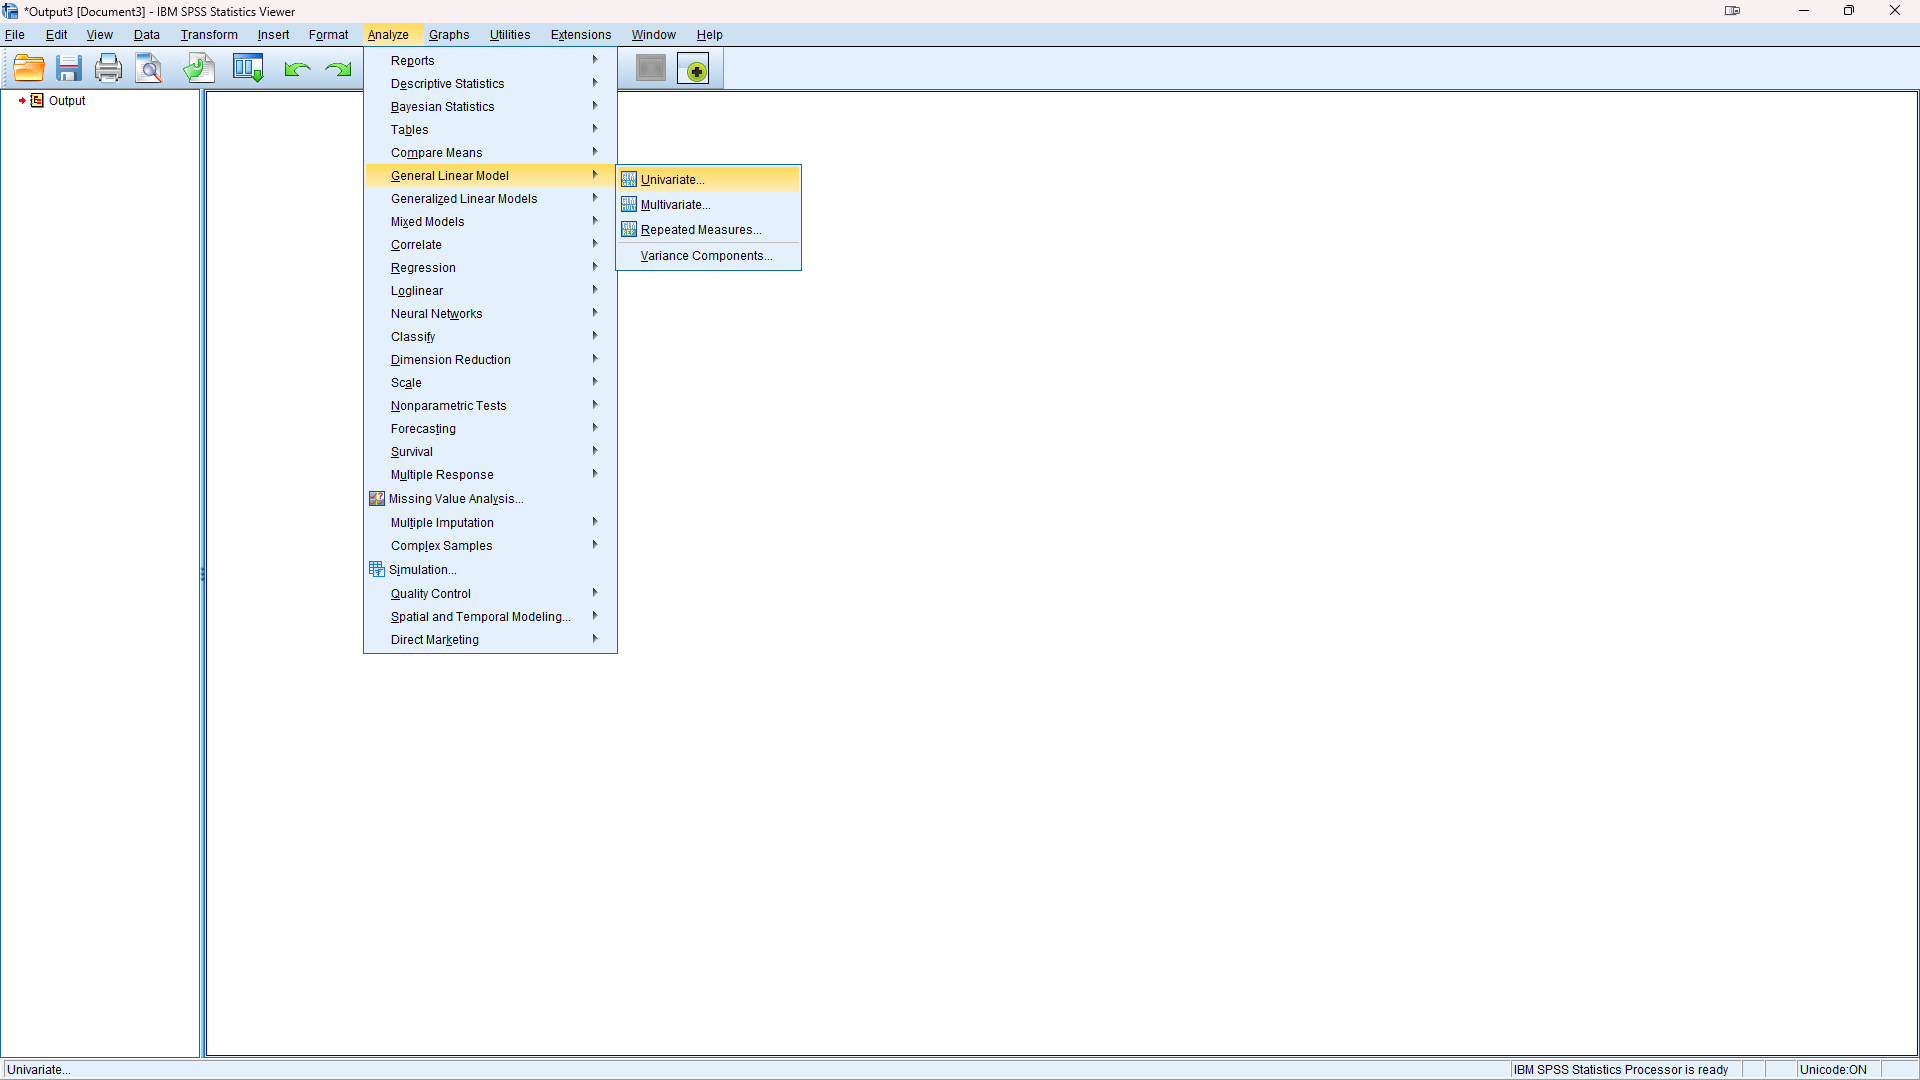 *Output3 [Document3] - IBM SPSS Statistics Viewer
File Edit View Data Transform Insert Format Analyze Graphs Utilities Extensions Window Help
Output
Reports
Descriptive Statistics
Bayesian Statistics
Tables
Compare Means
General Linear Model
Generalized Linear Models
Mixed Models
Correlate
Regression
Loglinear
Neural Networks
Classify
Dimension Reduction
Scale
Nonparametric Tests
Forecasting
Survival
Multiple Response
Missing Value Analysis...
Multiple Imputation
Complex Samples
Simulation...
Quality Control
Spatial and Temporal Modeling...
Direct Marketing
Univariate...
Multivariate...
Repeated Measures...
Variance Components...
Univariate...
IBM SPSS Statistics Processor is ready
Unicode:ON